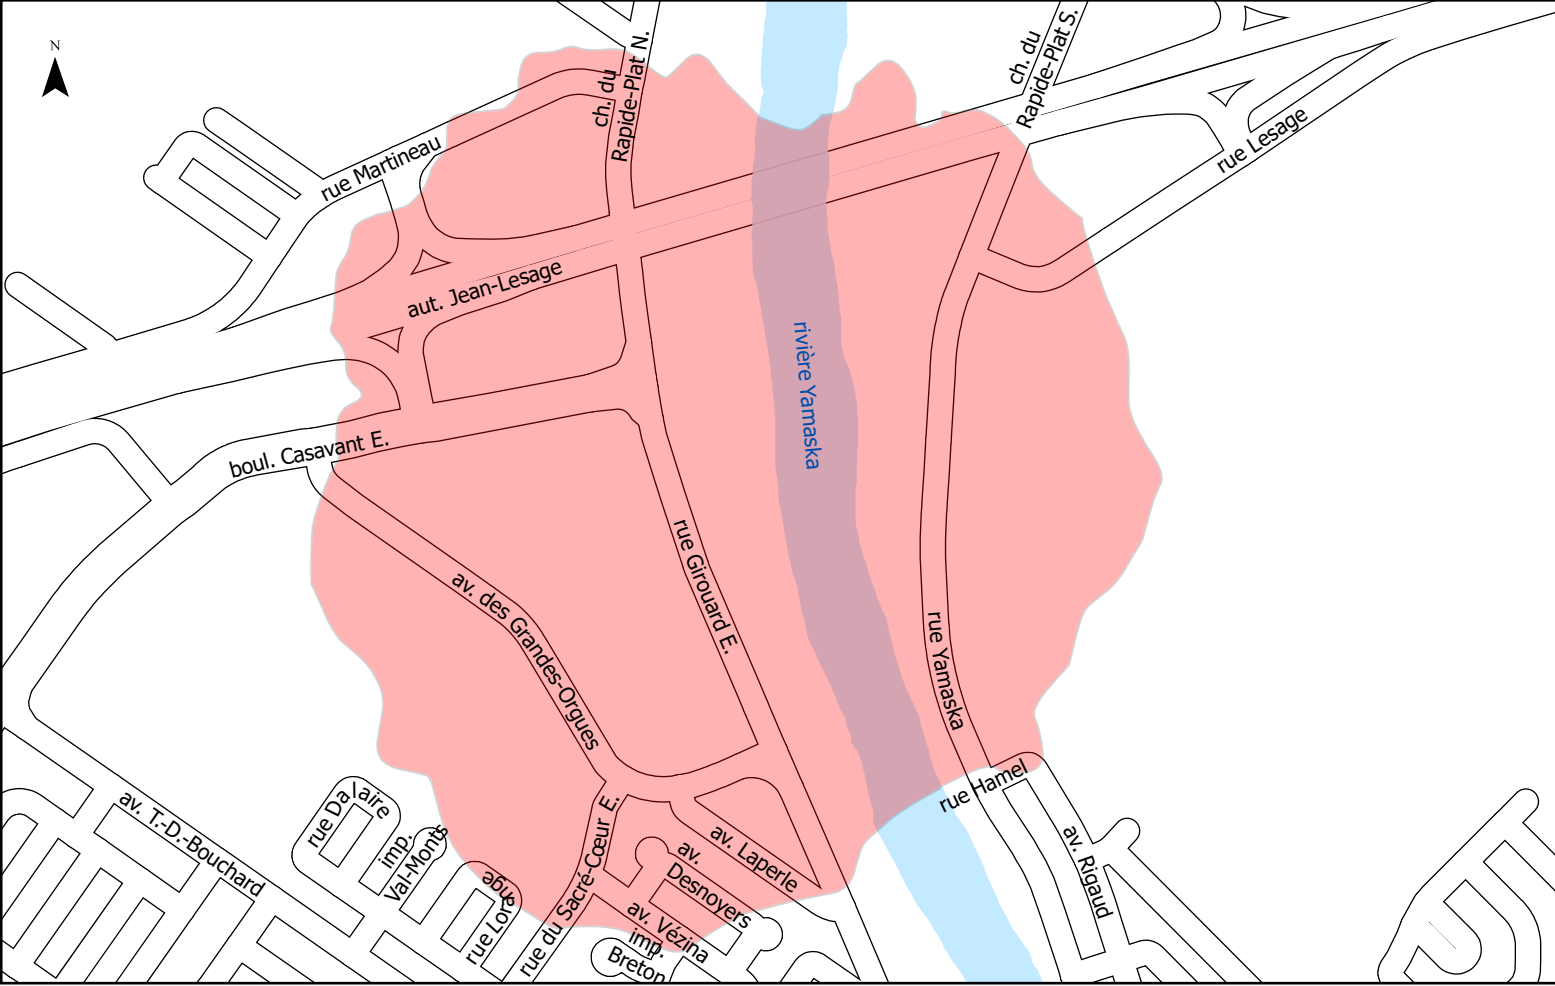 N
ch. du
Rapide-Plat N.
ch. du
Rapide-Plat S.
rue Martineau
rue Lesage
aut. Jean-Lesage
rivière Yamaska
boul. Casavant E.
rue Girouard E.
av. des Grandes-Orgues
rue Yamaska
rue Hamel
av. T.-D.-Bouchard
rue Dallaire
imp.
Val-Monts
rue Lorange
rue du Sacré-Cœur E.
av. Laperle
av.
Desnoyers
av. Vézina
imp.
Breton
av. Rigaud